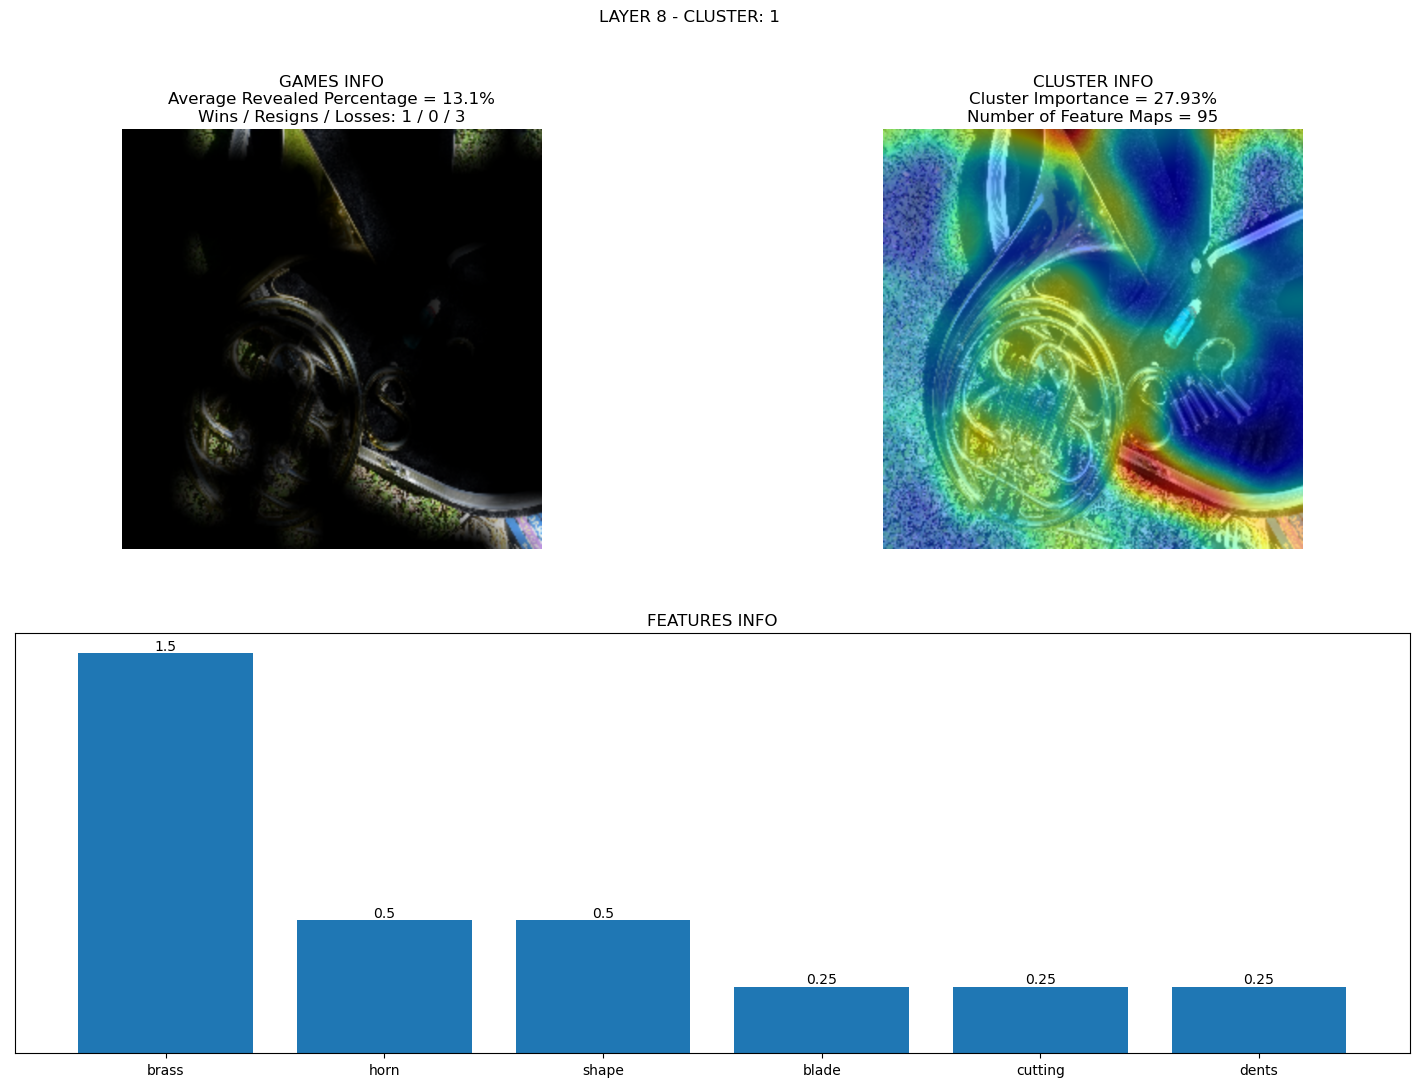 LAYER 8 - CLUSTER: 1
GAMES INFO
Average Revealed Percentage = 13.1%
Wins / Resigns / Losses: 1 / 0 / 3
CLUSTER INFO
Cluster Importance = 27.93%
Number of Feature Maps = 95
FEATURES INFO
1.5
0.5
0.5
0.25
0.25
0.25
brass
horn
shape
blade
cutting
dents